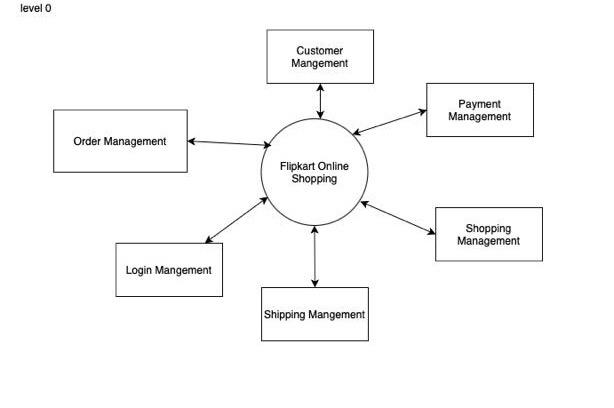 level 0
Customer
Mangement
Payment
Management
Order Management
Flipkart Online
Shopping
Shopping
Management
Login Mangement
Shipping Mangement